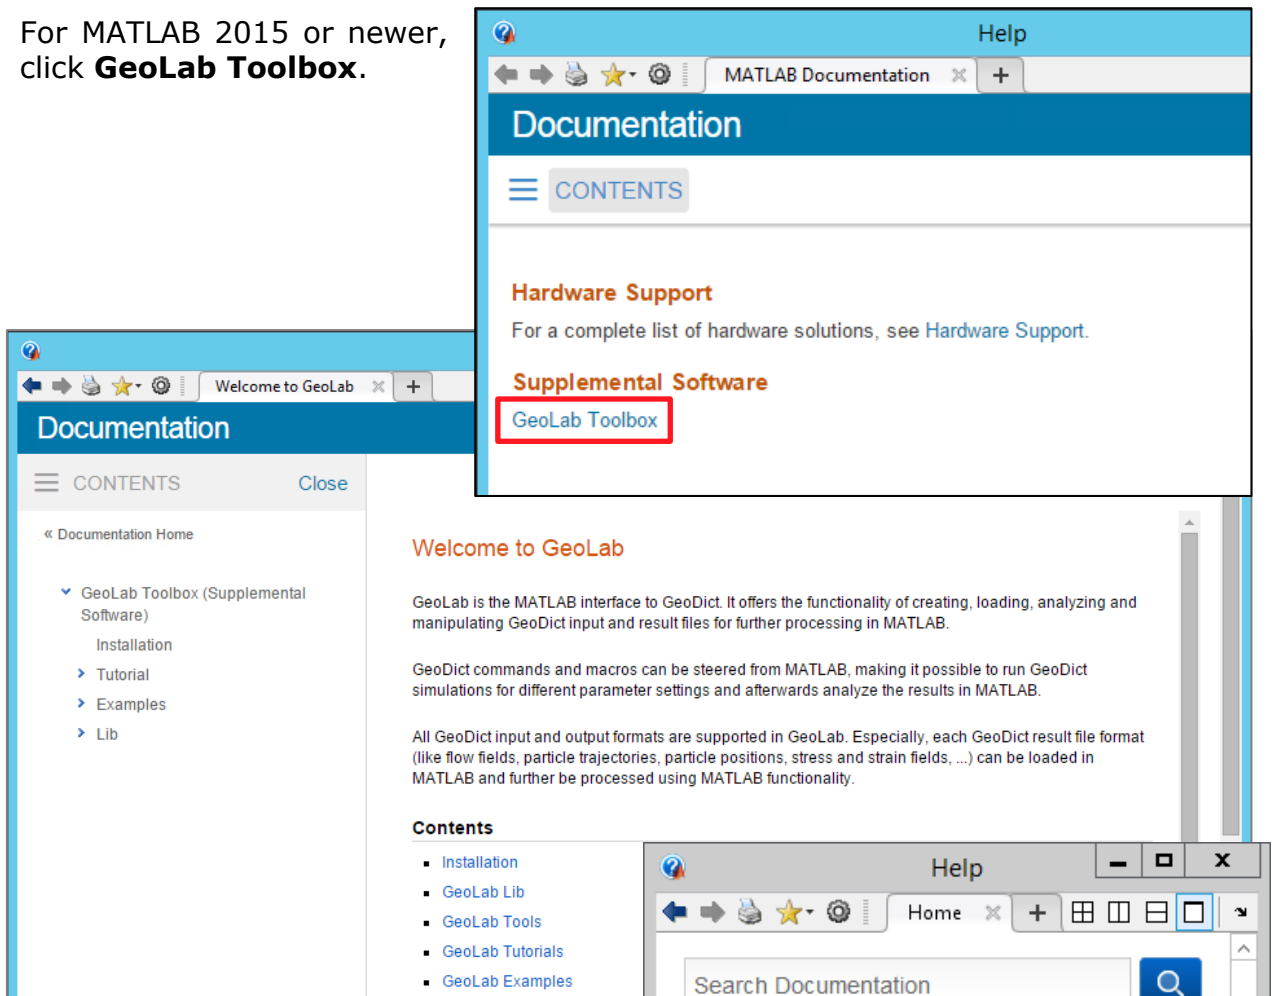 For MATLAB 2015 or newer,
click GeoLab Toolbox.
Help
MATLAB Documentation
Documentation
CONTENTS
Hardware Support
For a complete list of hardware solutions, see Hardware Support.
Supplemental Software
GeoLab Toolbox
Welcome to GeoLab
Documentation
CONTENTS Close
« Documentation Home
GeoLab Toolbox (Supplemental
Software)
Installation
Tutorial
Examples
Lib
Welcome to GeoLab
GeoLab is the MATLAB interface to GeoDict. It offers the functionality of creating, loading, analyzing and
manipulating GeoDict input and result files for further processing in MATLAB.
GeoDict commands and macros can be steered from MATLAB, making it possible to run GeoDict
simulations for different parameter settings and afterwards analyze the results in MATLAB.
All GeoDict input and output formats are supported in GeoLab. Especially, each GeoDict result file format
(like flow fields, particle trajectories, particle positions, stress and strain fields, ...) can be loaded in
MATLAB and further be processed using MATLAB functionality.
Contents
Installation
GeoLab Lib
GeoLab Tools
GeoLab Tutorials
GeoLab Examples
Help
Home
Search Documentation